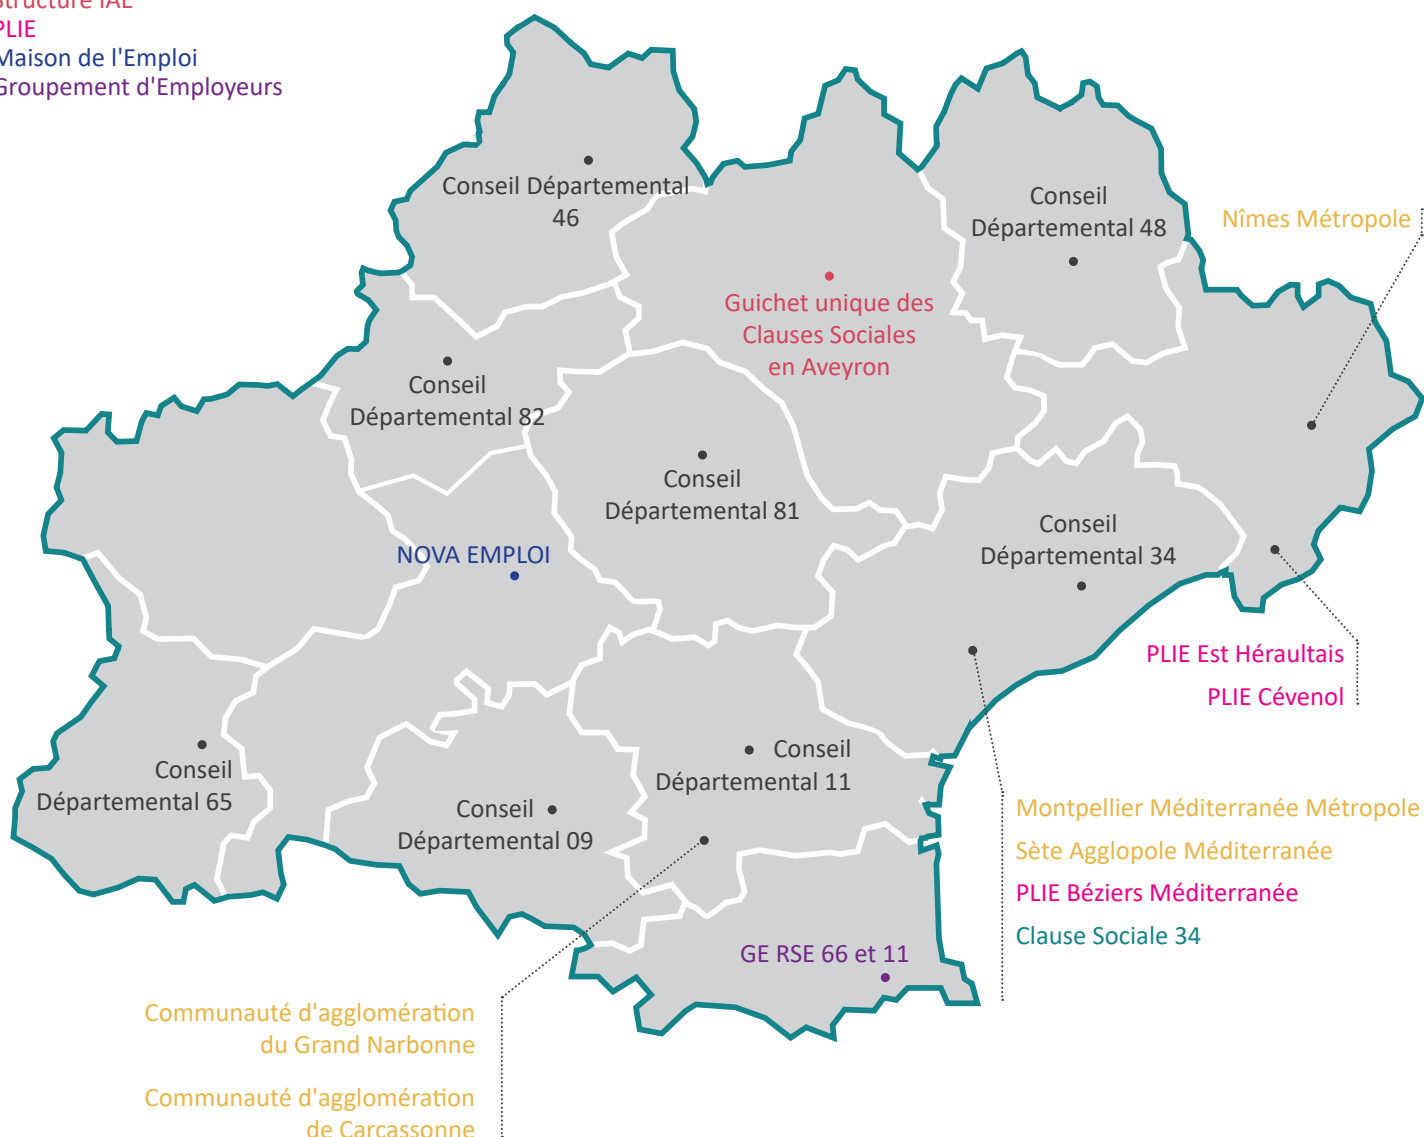 Structure IAE
PLIE
Maison de l'Emploi
Groupement d'Employeurs
Conseil Départemental
46
Conseil
Départemental 48
Nîmes Métropole
Guichet unique des
Clauses Sociales
en Aveyron
Conseil
Départemental 82
Conseil
Départemental 81
Conseil
Départemental 34
NOVA EMPLOI
PLIE Est Héraultais
PLIE Cévenol
Conseil
Départemental 65
Conseil
Départemental 11
Conseil
Départemental 09
Montpellier Méditerranée Métropole
Sète Agglopole Méditerranée
PLIE Béziers Méditerranée
Clause Sociale 34
GE RSE 66 et 11
Communauté d'agglomération
du Grand Narbonne
Communauté d'agglomération
de Carcassonne